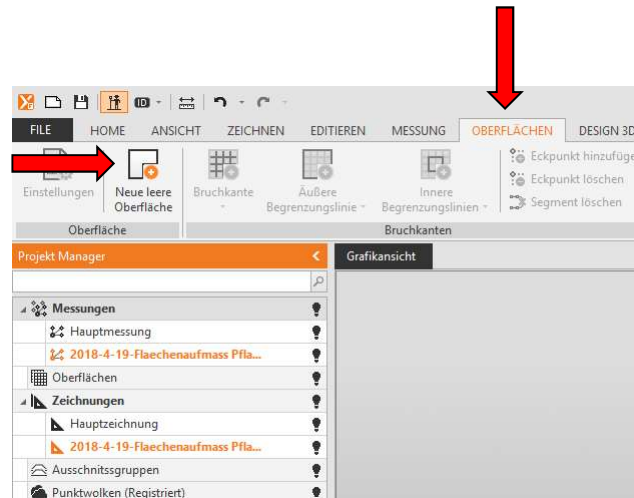 ID
FILE HOME ANSICHT ZEICHNEN EDITIEREN MESSUNG OBERFLÄCHEN DESIGN 3D
Eckpunkt hinzufüge
Einstellungen Neue leere Bruchkante Äußere Innere Eckpunkt löschen
Oberfläche Begrenzungslinie Begrenzungslinien Segment löschen
Oberfläche Bruchkanten
Projekt Manager Grafikansicht
Messungen
Hauptmessung
2018-4-19-Flaechenaufmass Pfla...
Oberflächen
Zeichnungen
Hauptzeichnung
2018-4-19-Flaechenaufmass Pfla...
Ausschnittsgruppen
Punktwolken (Registriert)